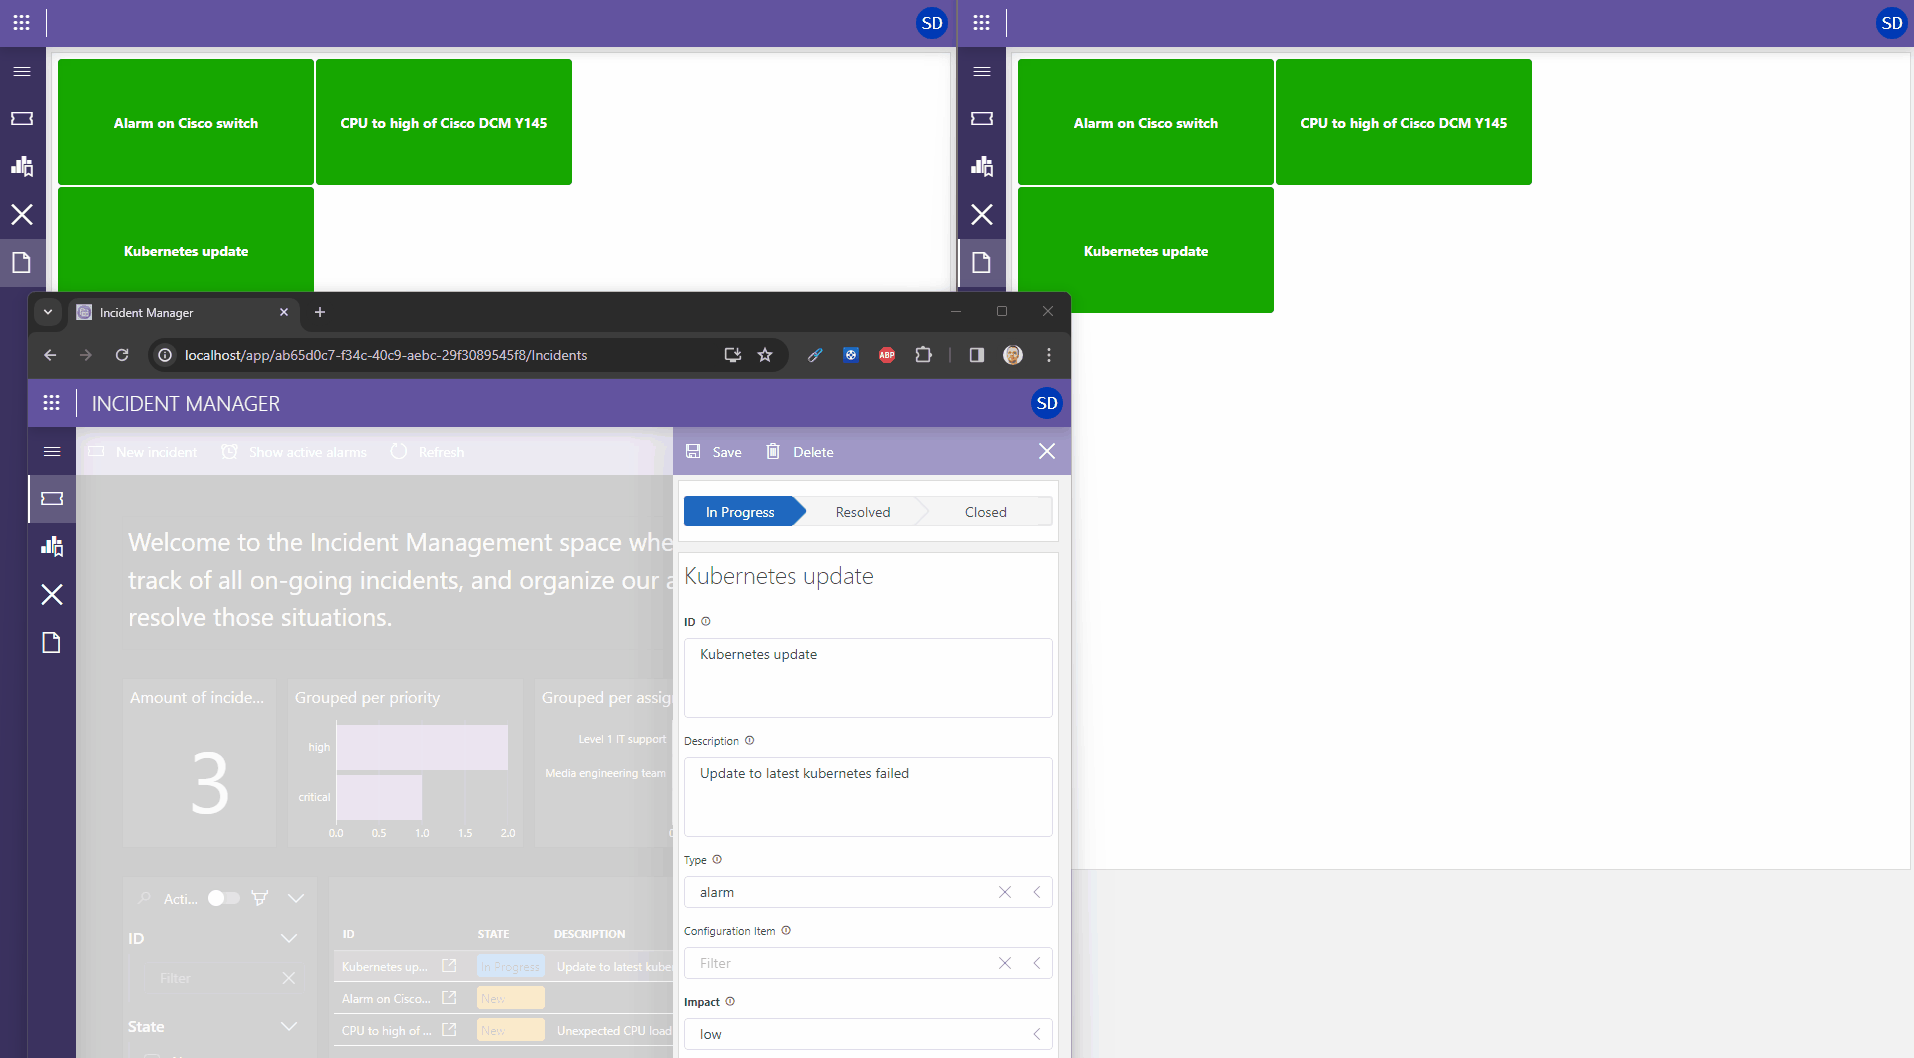 SD
SD
Alarm on Cisco switch
CPU to high of Cisco DCM Y145
Kubernetes update
Alarm on Cisco switch
CPU to high of Cisco DCM Y145
Kubernetes update
Incident Manager
localhost/app/ab65d0c7-f34c-40c9-aebc-29f3089545f8/Incidents
ABP
INCIDENT MANAGER
SD
New incident
Show active alarms
Refresh
Save
Delete
In Progress
Resolved
Closed
Welcome to the Incident Management space whe
track of all on-going incidents, and organize our a
resolve those situations.
Amount of incide...
3
Grouped per priority
high
critical
0.0 0.5 1.0 1.5 2.0
Grouped per assig
Level 1 IT support
Media engineering team
Acti...
ID
Filter
State
ID STATE DESCRIPTION
Kubernetes up... In Progress Update to latest kube
Alarm on Cisco... New
CPU to high of ... New Unexpected CPU load
Kubernetes update
ID
Kubernetes update
Description
Update to latest kubernetes failed
Type
alarm
Configuration Item
Filter
Impact
low